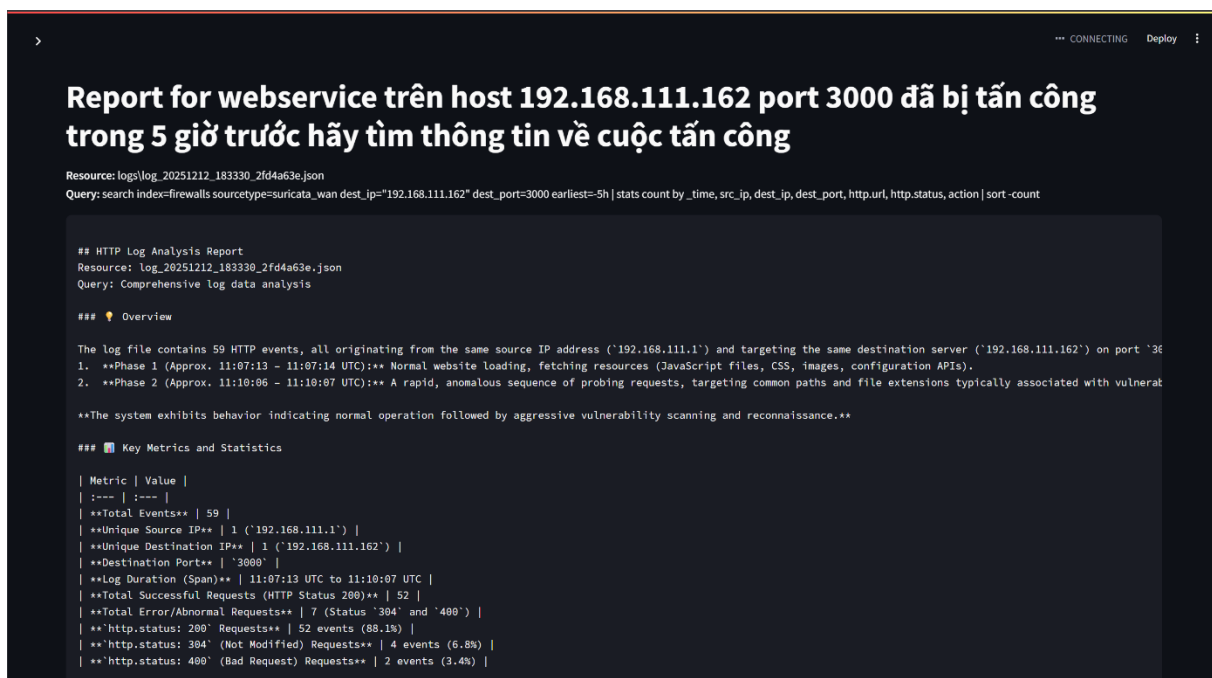 CONNECTING Deploy
Report for webservice trên host 192.168.111.162 port 3000 đã bị tấn công
trong 5 giờ trước hãy tìm thông tin về cuộc tấn công
Resource: logs\log_20251212_183330_2fd4a63e.json
Query: search index=firewalls sourcetype=suricata_wan dest_ip="192.168.111.162" dest_port=3000 earliest=-5h | stats count by _time, src_ip, dest_ip, dest_port, http.url, http.status, action | sort -count
## HTTP Log Analysis Report
Resource: log_20251212_183330_2fd4a63e.json
Query: Comprehensive log data analysis
### 💡 Overview
The log file contains 59 HTTP events, all originating from the same source IP address (`192.168.111.1`) and targeting the same destination server (`192.168.111.162`) on port `30
1. **Phase 1 (Approx. 11:07:13 – 11:07:14 UTC):** Normal website loading, fetching resources (JavaScript files, CSS, images, configuration APIs).
2. **Phase 2 (Approx. 11:10:06 – 11:10:07 UTC):** A rapid, anomalous sequence of probing requests, targeting common paths and file extensions typically associated with vulnerab
**The system exhibits behavior indicating normal operation followed by aggressive vulnerability scanning and reconnaissance.**
### 📊 Key Metrics and Statistics
| Metric | Value |
| :--- | :--- |
| **Total Events** | 59 |
| **Unique Source IP** | 1 (`192.168.111.1`) |
| **Unique Destination IP** | 1 (`192.168.111.162`) |
| **Destination Port** | `3000` |
| **Log Duration (Span)** | 11:07:13 UTC to 11:10:07 UTC |
| **Total Successful Requests (HTTP Status 200)** | 52 |
| **Total Error/Abnormal Requests** | 7 (Status `304` and `400`) |
| **`http.status: 200` Requests** | 52 events (88.1%) |
| **`http.status: 304` (Not Modified) Requests** | 4 events (6.8%) |
| **`http.status: 400` (Bad Request) Requests** | 2 events (3.4%) |